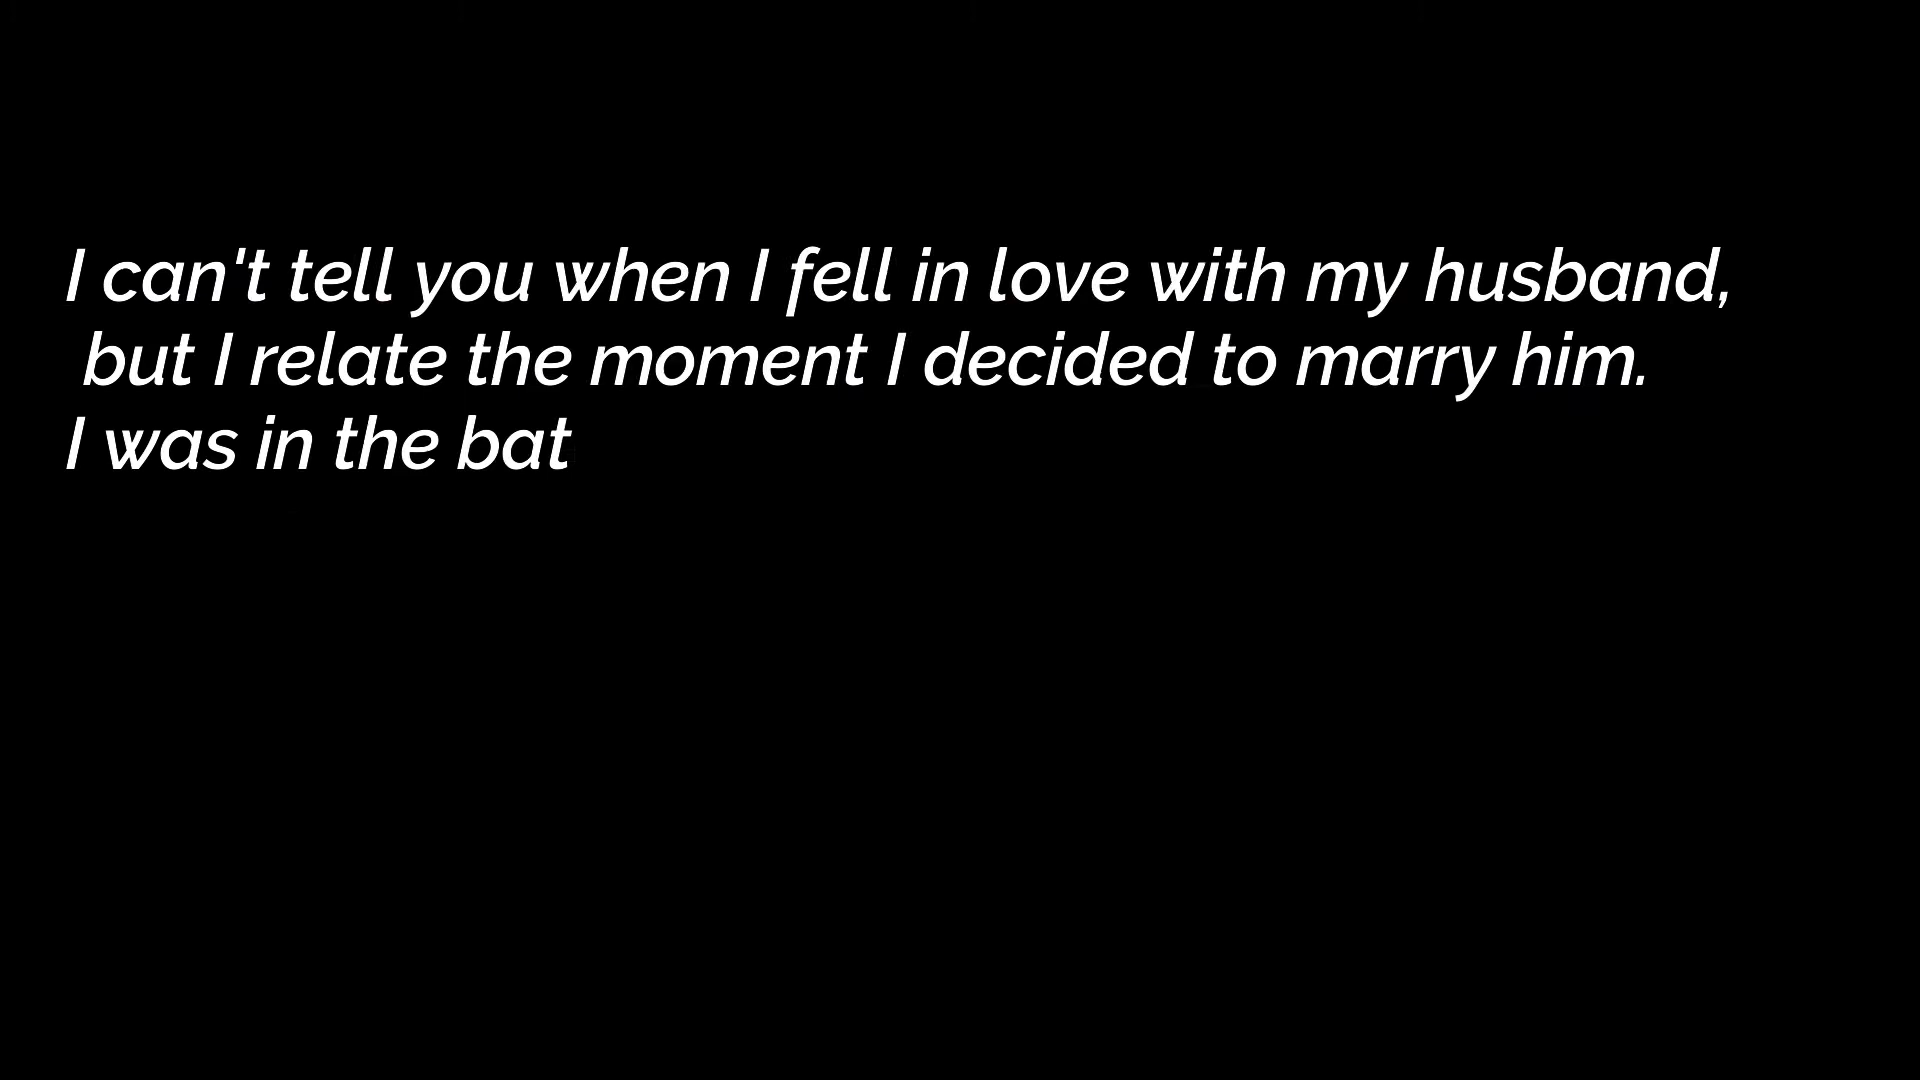 I can't tell you when I fell in love with my husband,
but I relate the moment I decided to marry him.
I was in the bat